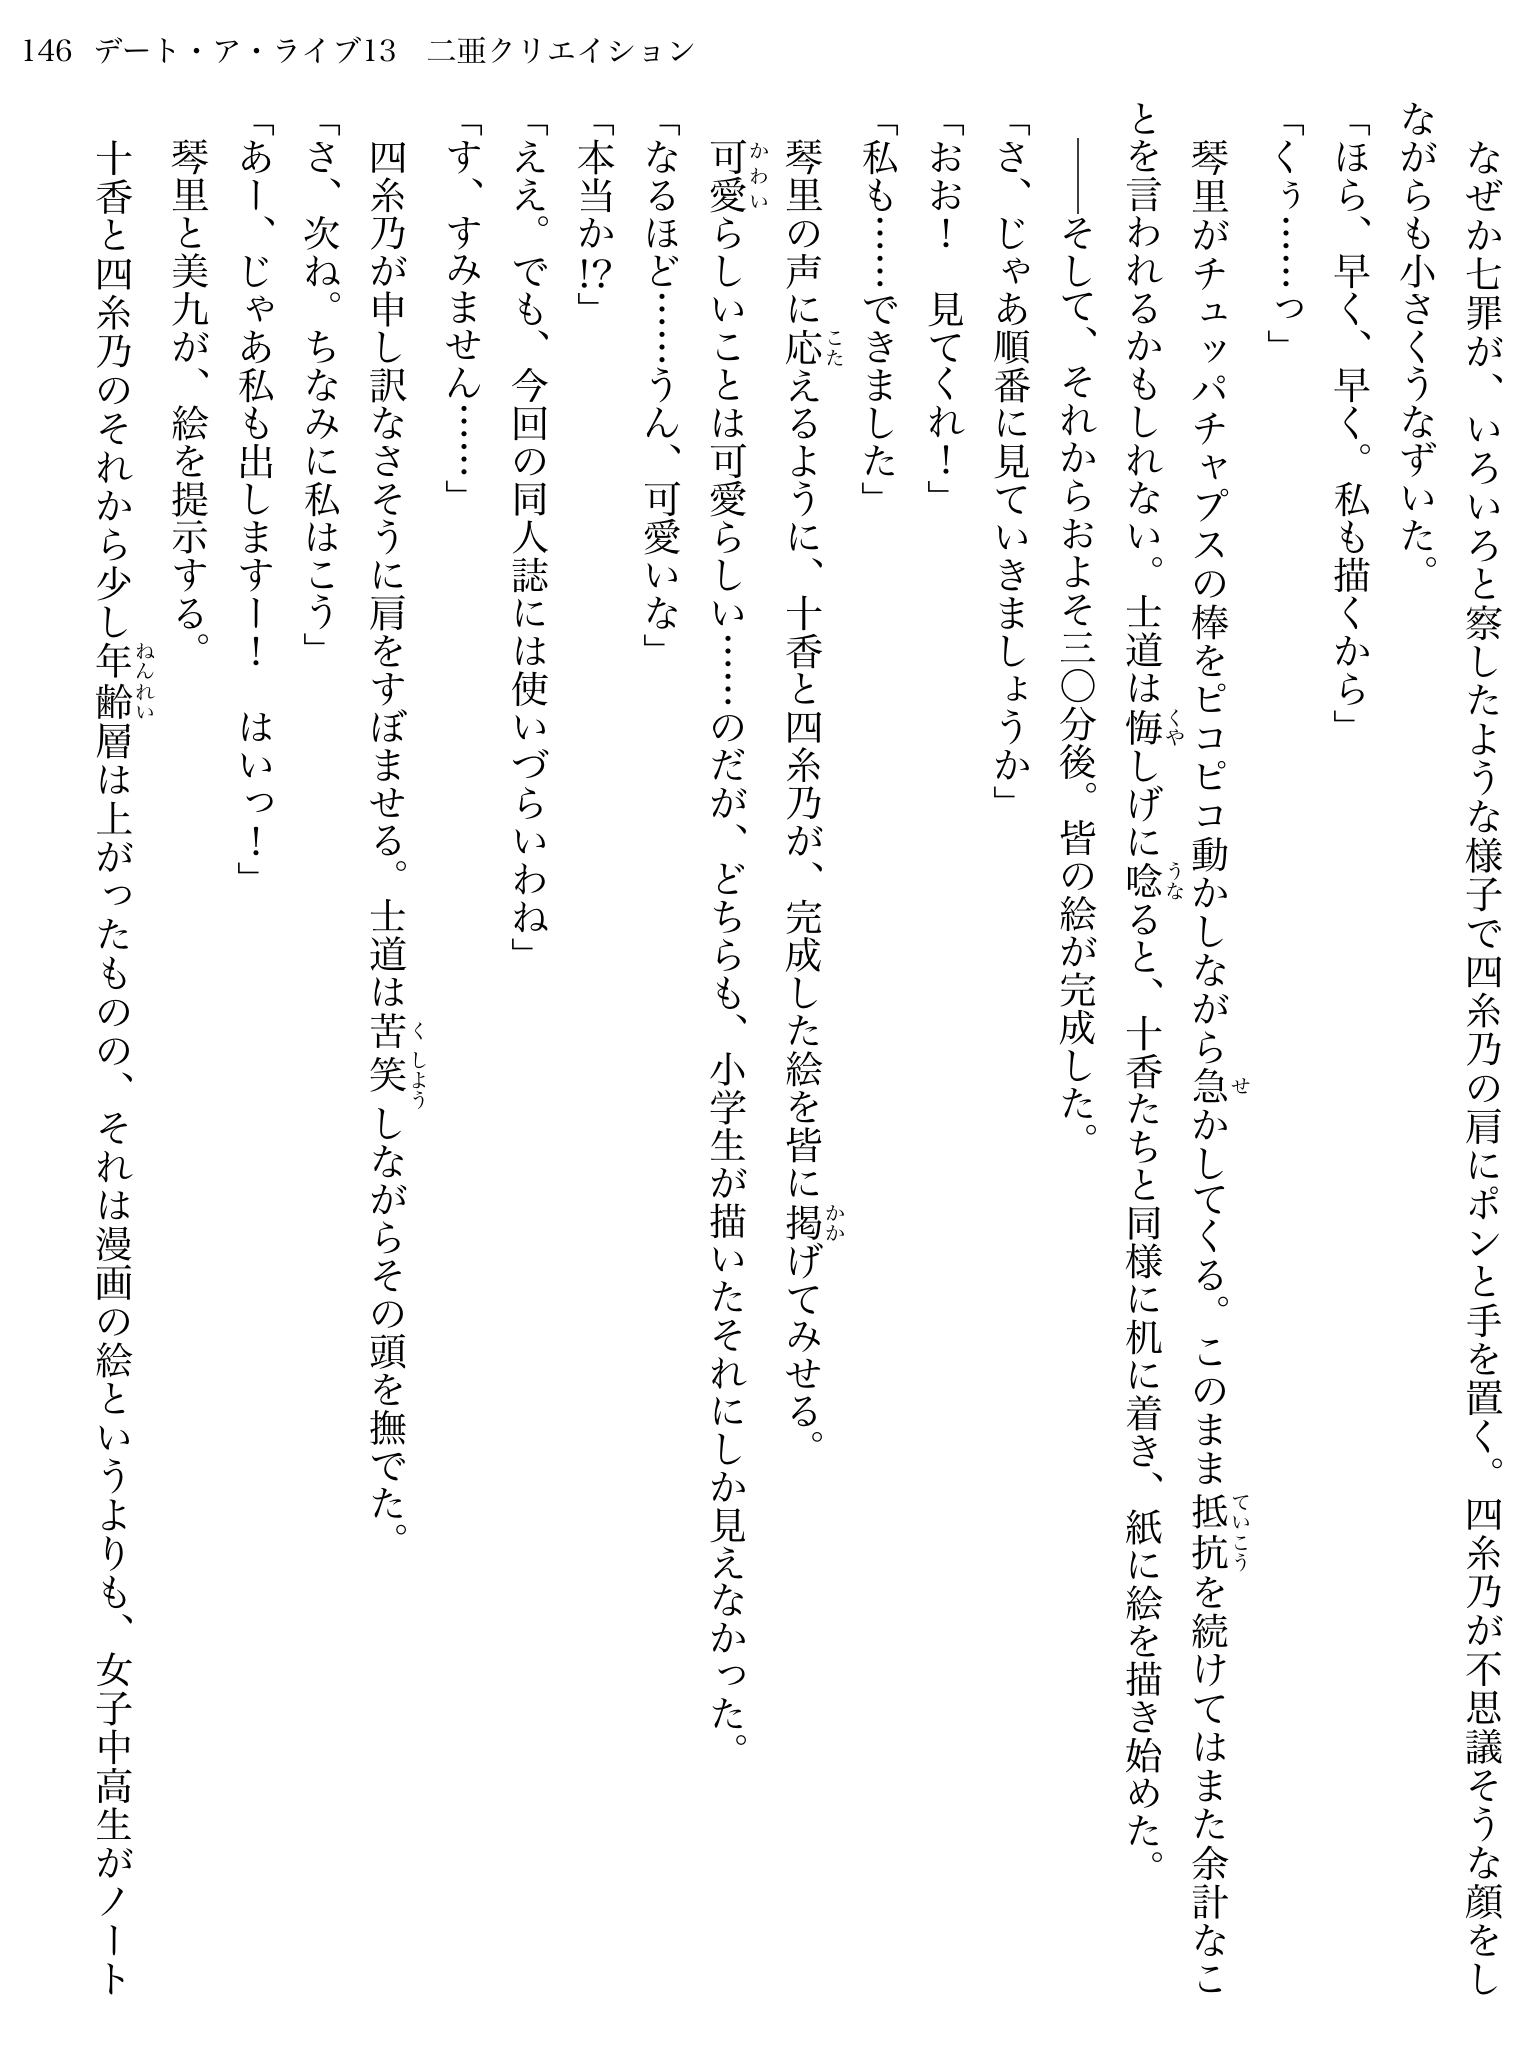 146 デート・ア・ライブ13　二亜クリエイション
　なぜか七罪が、いろいろと察したような様子で四糸乃の肩にポンと手を置く。四糸乃が不思議そうな顔をし
ながらも小さくうなずいた。
「ほら、早く、早く。私も描くから」
「くぅ……っ」
　琴里がチュッパチャプスの棒をピコピコ動かしながら急かしてくる。このまま抵抗を続けてはまた余計なこ
とを言われるかもしれない。士道は悔しげに唸ると、十香たちと同様に机に着き、紙に絵を描き始めた。
　――そして、それからおよそ三〇分後。皆の絵が完成した。
「さ、じゃあ順番に見ていきましょうか」
「おお！　見てくれ！」
「私も……できました」
　琴里の声に応えるように、十香と四糸乃が、完成した絵を皆に掲げてみせる。
　可愛らしいことは可愛らしい……のだが、どちらも、小学生が描いたそれにしか見えなかった。
「なるほど……うん、可愛いな」
「本当か!?」
「ええ。でも、今回の同人誌には使いづらいわね」
「す、すみません……」
　四糸乃が申し訳なさそうに肩をすぼませる。士道は苦笑しながらその頭を撫でた。
「さ、次ね。ちなみに私はこう」
「あー、じゃあ私も出しますー！　はいっ！」
　琴里と美九が、絵を提示する。
　十香と四糸乃のそれから少し年齢層は上がったものの、それは漫画の絵というよりも、女子中高生がノート